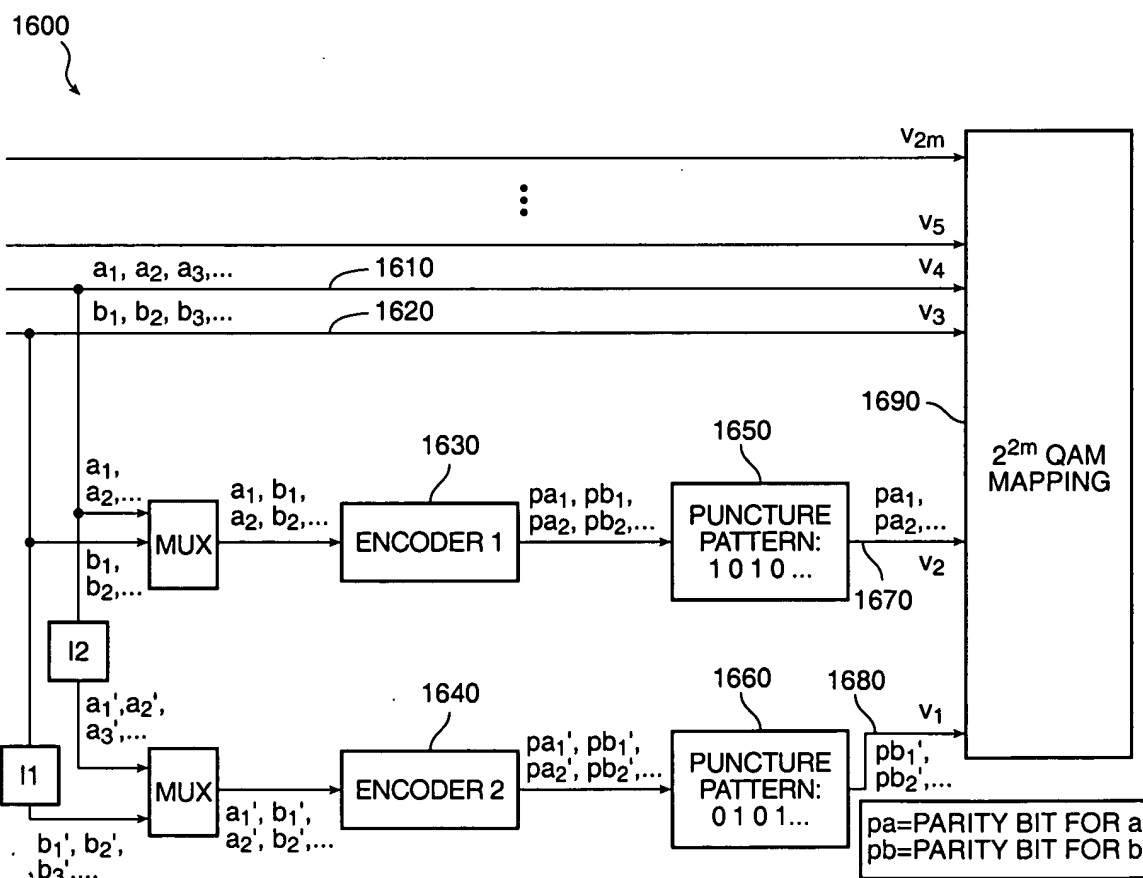 1600
v2m
v5
a1, a2, a3,...
1610
v4
b1, b2, b3,...
1620
v3
1690
2^2m QAM
MAPPING
a1,
a2,...
b1,
b2,...
MUX
a1, b1,
a2, b2,...
1630
ENCODER 1
pa1, pb1,
pa2, pb2,...
1650
PUNCTURE
PATTERN:
1 0 1 0 ...
pa1,
pa2,...
1670
v2
I2
a1',a2',
a3',...
I1
b1', b2',
,b3',...
MUX
a1', b1',
a2', b2',...
1640
ENCODER 2
pa1', pb1',
pa2', pb2',...
1660
PUNCTURE
PATTERN:
0 1 0 1...
1680
v1
pb1',
pb2',...
pa=PARITY BIT FOR a
pb=PARITY BIT FOR b